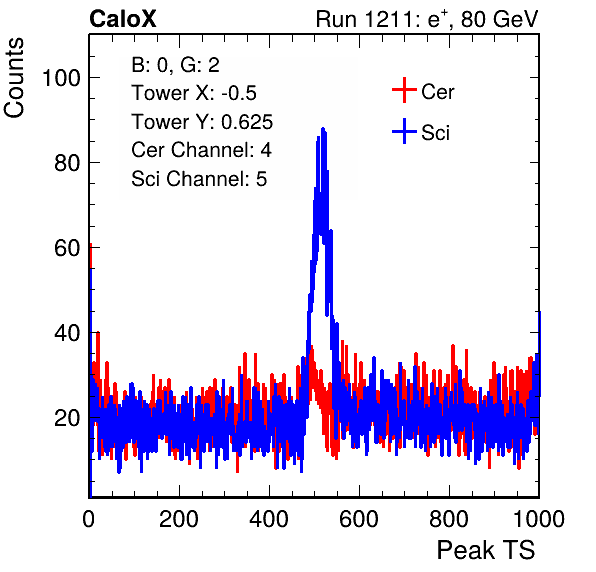 CaloX Run 1211: e+, 80 GeV
Counts
B: 0, G: 2
Tower X: -0.5
Tower Y: 0.625
Cer Channel: 4
Sci Channel: 5
Cer
Sci
100
80
60
40
20
0 200 400 600 800 1000
Peak TS